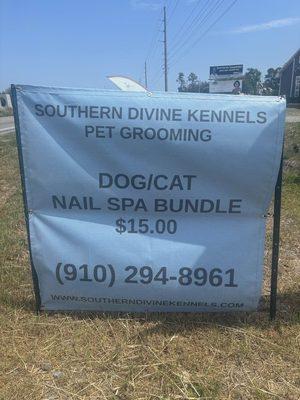 SOUTHERN DIVINE KENNELS
PET GROOMING
DOG/CAT
NAIL SPA BUNDLE
$15.00
(910) 294-8961
WWW.SOUTHERNDIVINEKENNELS.COM